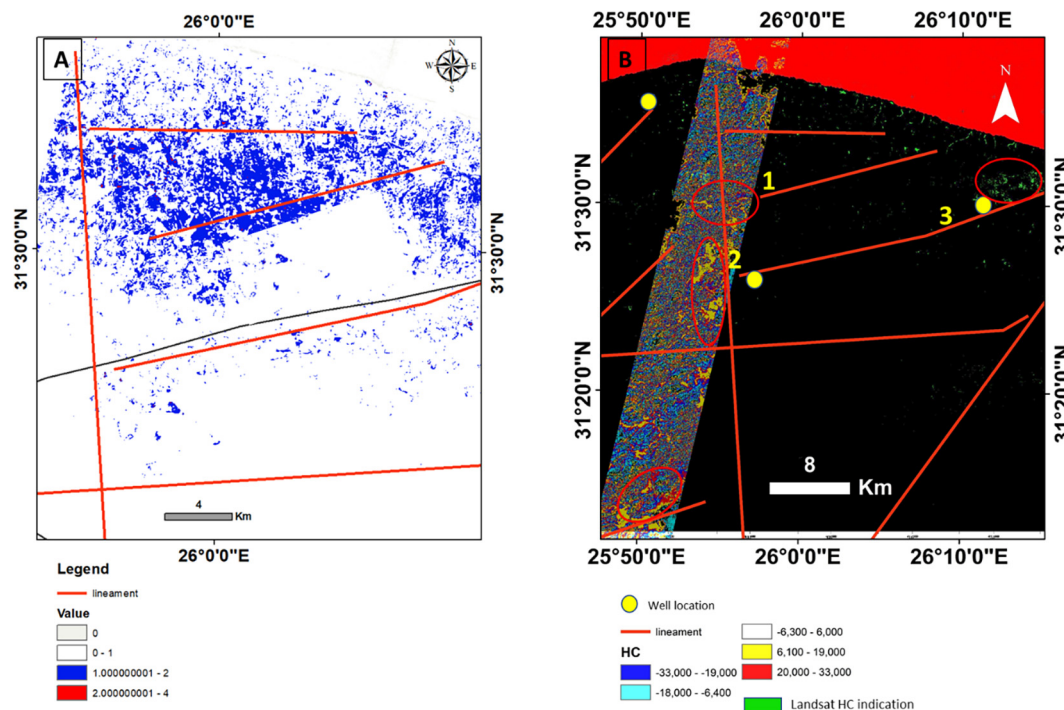 A
26°0'0"E
N
W E
S
31°30'0"N
31°30'0"N
4
Km
26°0'0"E
Legend
lineament
Value
0
0 - 1
1.000000001 - 2
2.000000001 - 4
B
25°50'0"E 26°0'0"E 26°10'0"E
N
1
2
3
31°30'0"N
31°20'0"N
31°30'0"N
31°20'0"N
8
Km
25°50'0"E 26°0'0"E 26°10'0"E
Well location
lineament
HC
-33,000 - -19,000
-18,000 - -6,400
-6,300 - 6,000
6,100 - 19,000
20,000 - 33,000
Landsat HC indication